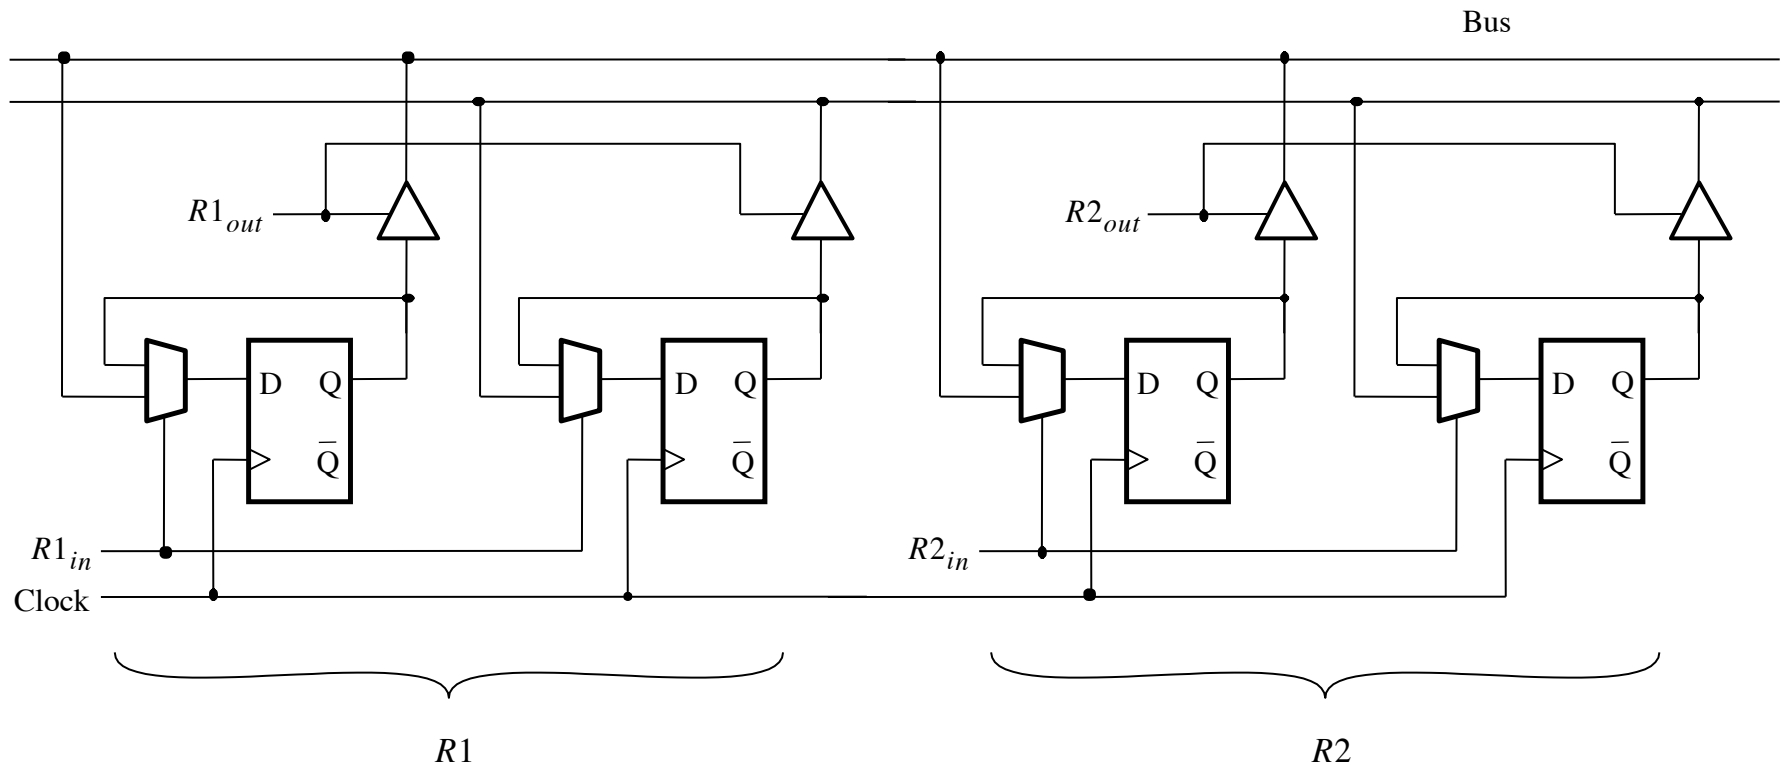 Bus
R1out
R2out
D Q
D Q
D Q
D Q
Q̅
Q̅
Q̅
Q̅
R1in
R2in
Clock
R1
R2